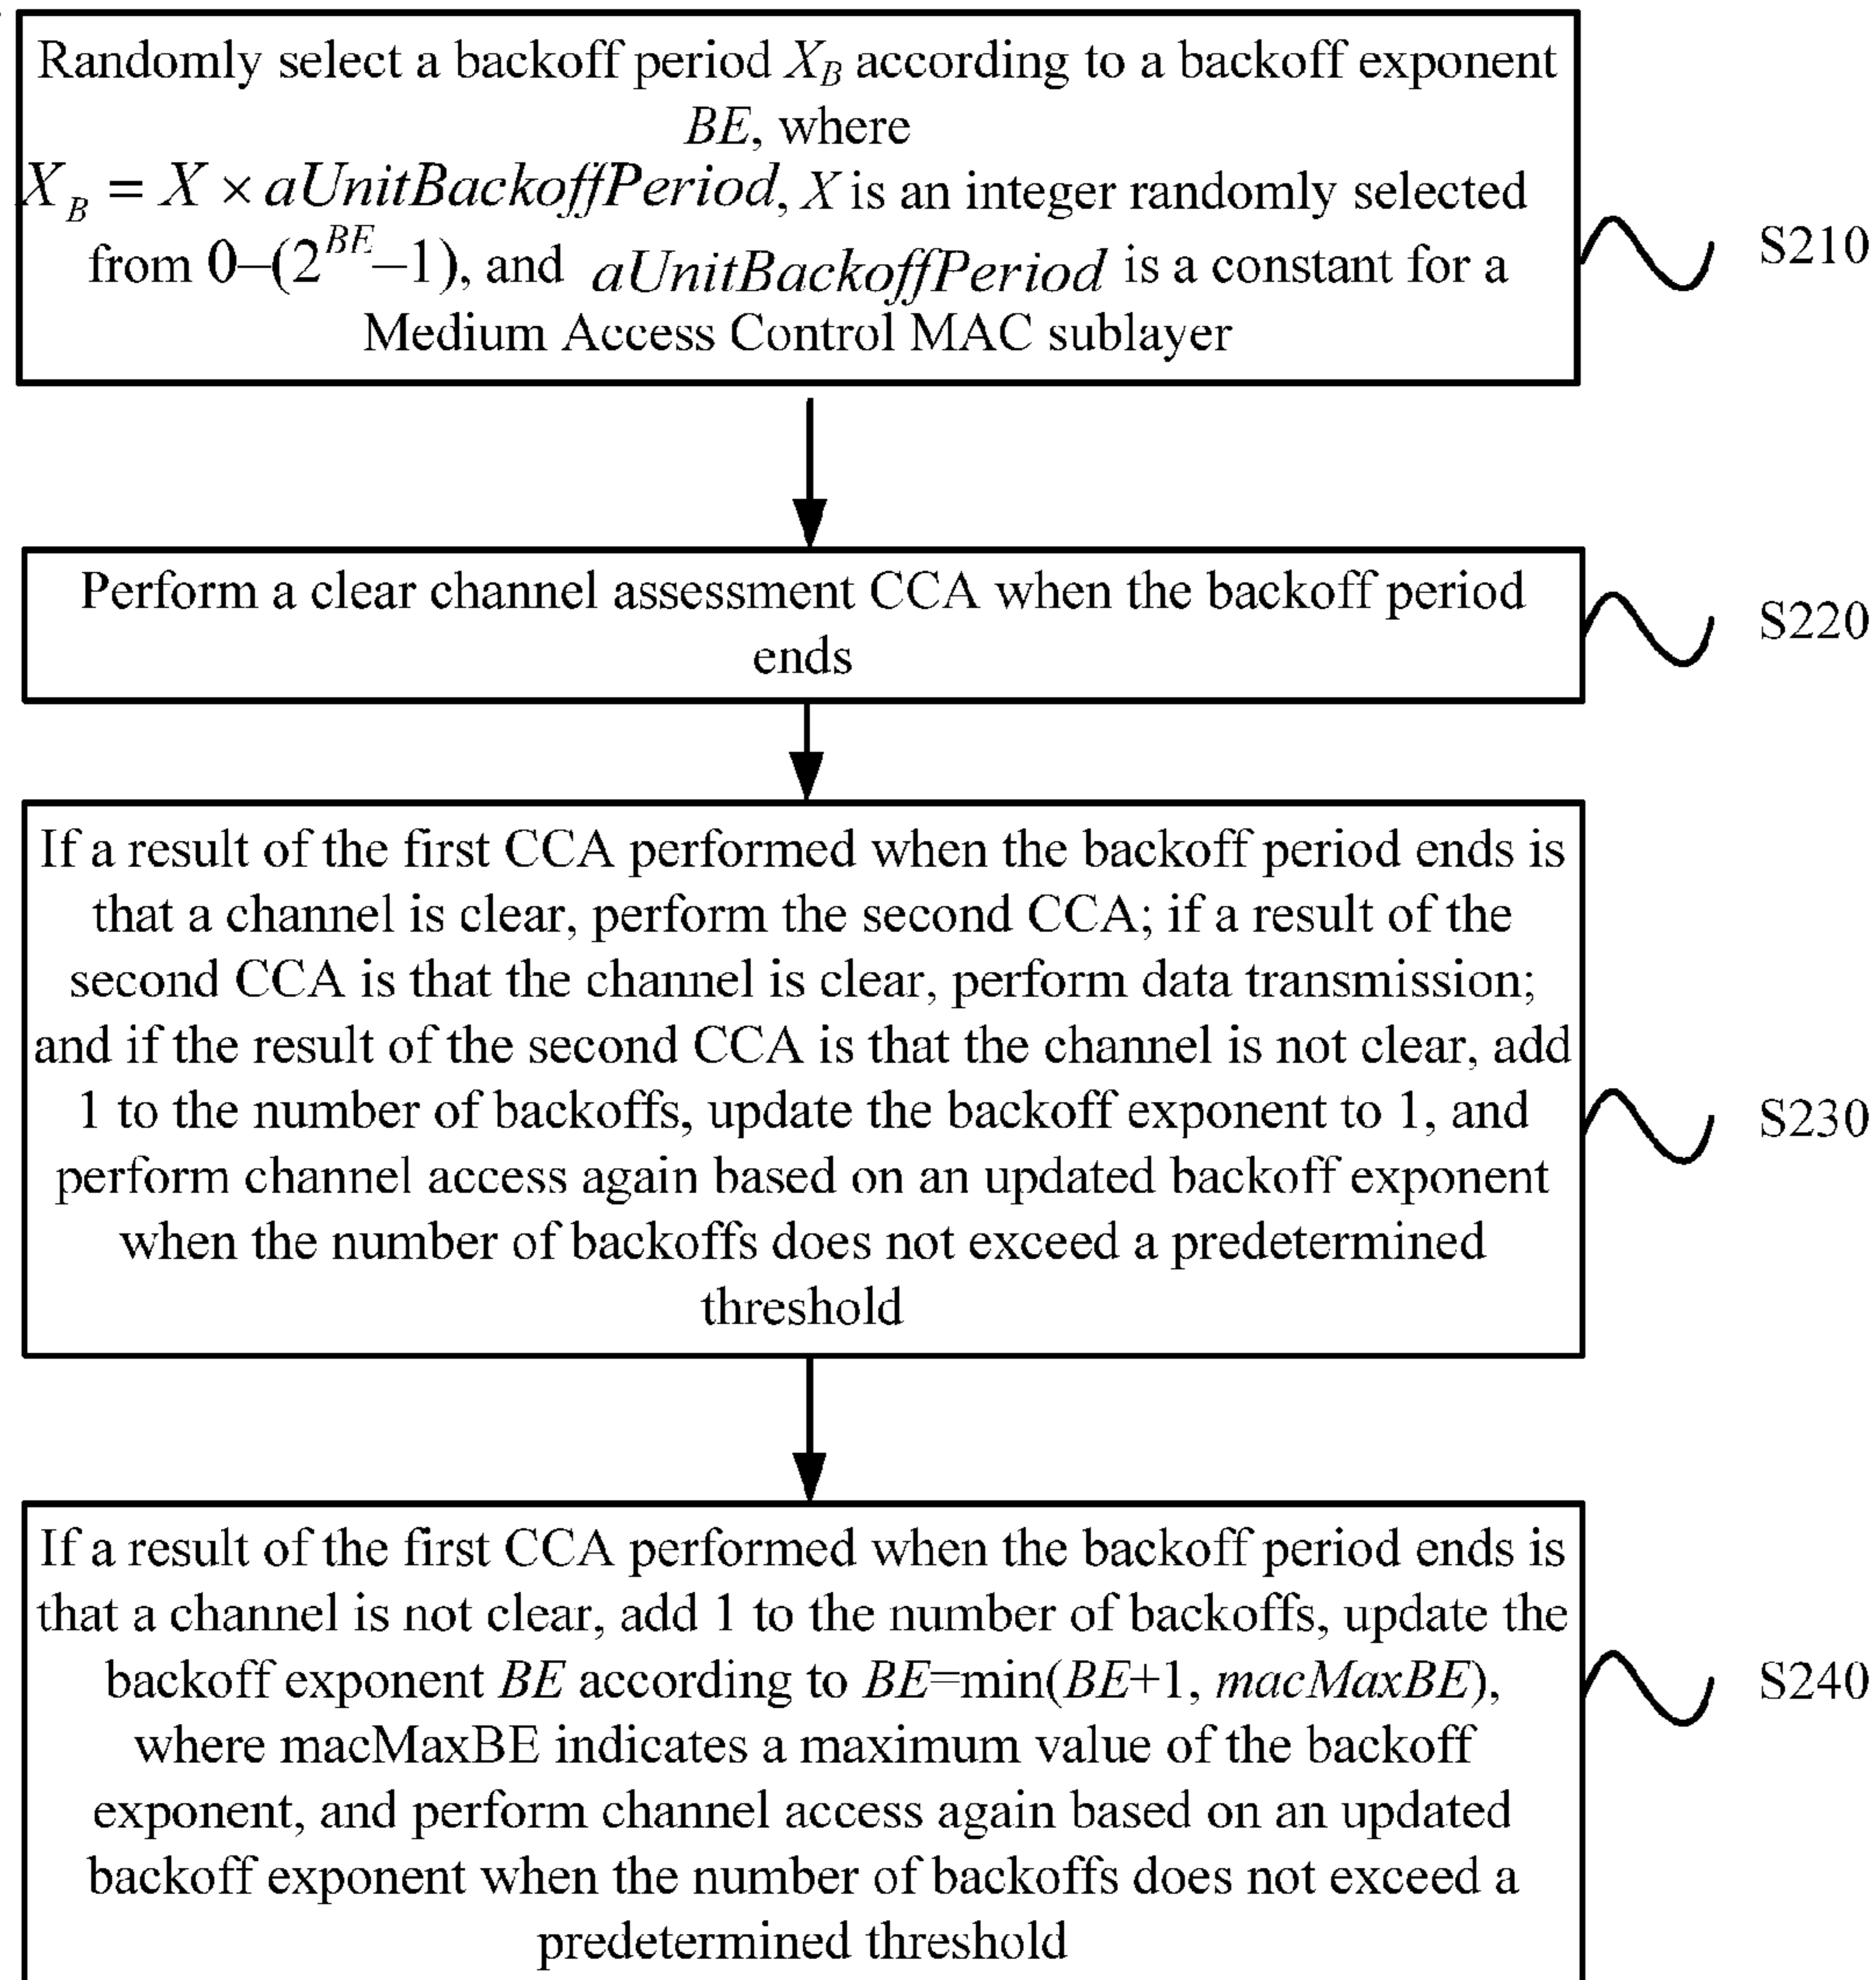 Randomly select a backoff period X_B according to a backoff exponent
BE, where
X_B = X × aUnitBackoffPeriod, X is an integer randomly selected
from 0–(2^BE–1), and aUnitBackoffPeriod is a constant for a
Medium Access Control MAC sublayer
S210
Perform a clear channel assessment CCA when the backoff period
ends
S220
If a result of the first CCA performed when the backoff period ends is
that a channel is clear, perform the second CCA; if a result of the
second CCA is that the channel is clear, perform data transmission;
and if the result of the second CCA is that the channel is not clear, add
1 to the number of backoffs, update the backoff exponent to 1, and
perform channel access again based on an updated backoff exponent
when the number of backoffs does not exceed a predetermined
threshold
S230
If a result of the first CCA performed when the backoff period ends is
that a channel is not clear, add 1 to the number of backoffs, update the
backoff exponent BE according to BE=min(BE+1, macMaxBE),
where macMaxBE indicates a maximum value of the backoff
exponent, and perform channel access again based on an updated
backoff exponent when the number of backoffs does not exceed a
predetermined threshold
S240